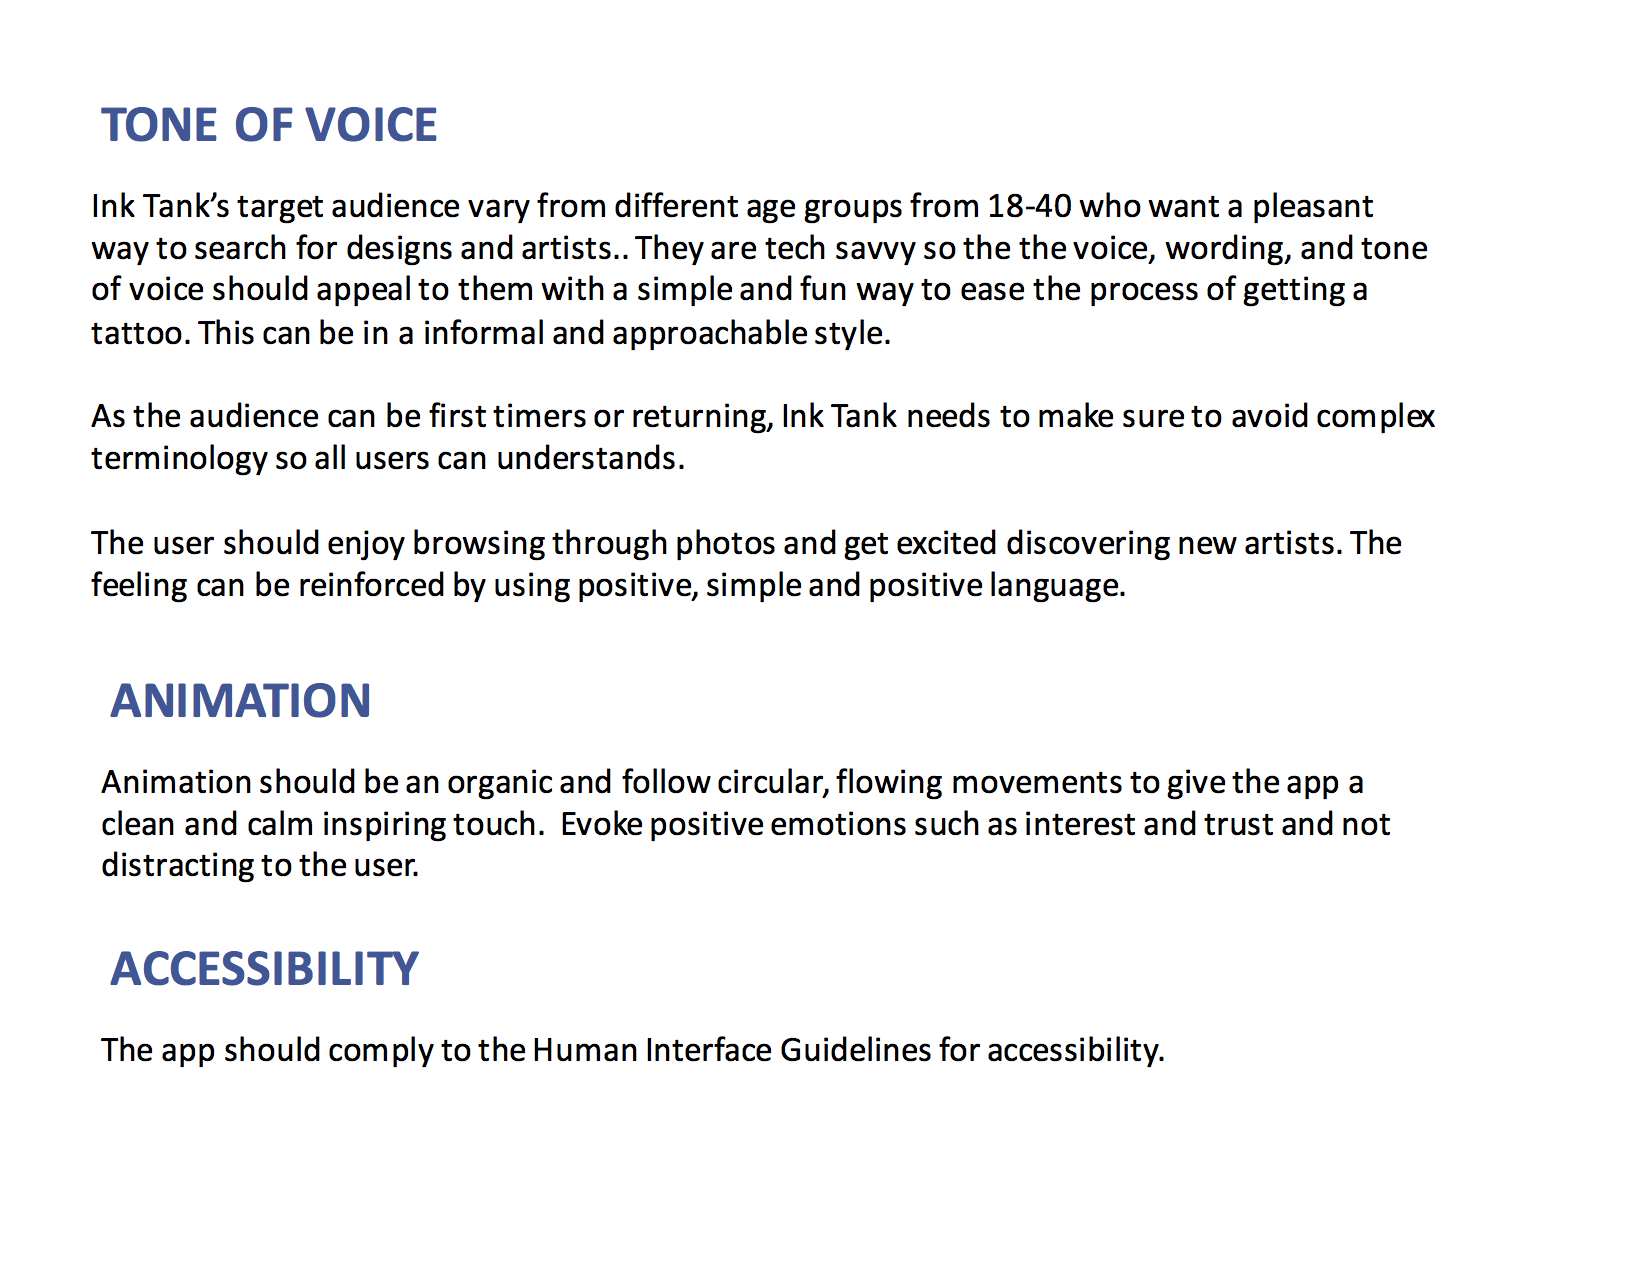 TONE OF VOICE
Ink Tank’s target audience vary from different age groups from 18-40 who want a pleasant
way to search for designs and artists.. They are tech savvy so the the voice, wording, and tone
of voice should appeal to them with a simple and fun way to ease the process of getting a
tattoo. This can be in a informal and approachable style.
As the audience can be first timers or returning, Ink Tank needs to make sure to avoid complex
terminology so all users can understands.
The user should enjoy browsing through photos and get excited discovering new artists. The
feeling can be reinforced by using positive, simple and positive language.
ANIMATION
Animation should be an organic and follow circular, flowing movements to give the app a
clean and calm inspiring touch.  Evoke positive emotions such as interest and trust and not
distracting to the user.
ACCESSIBILITY
The app should comply to the Human Interface Guidelines for accessibility.